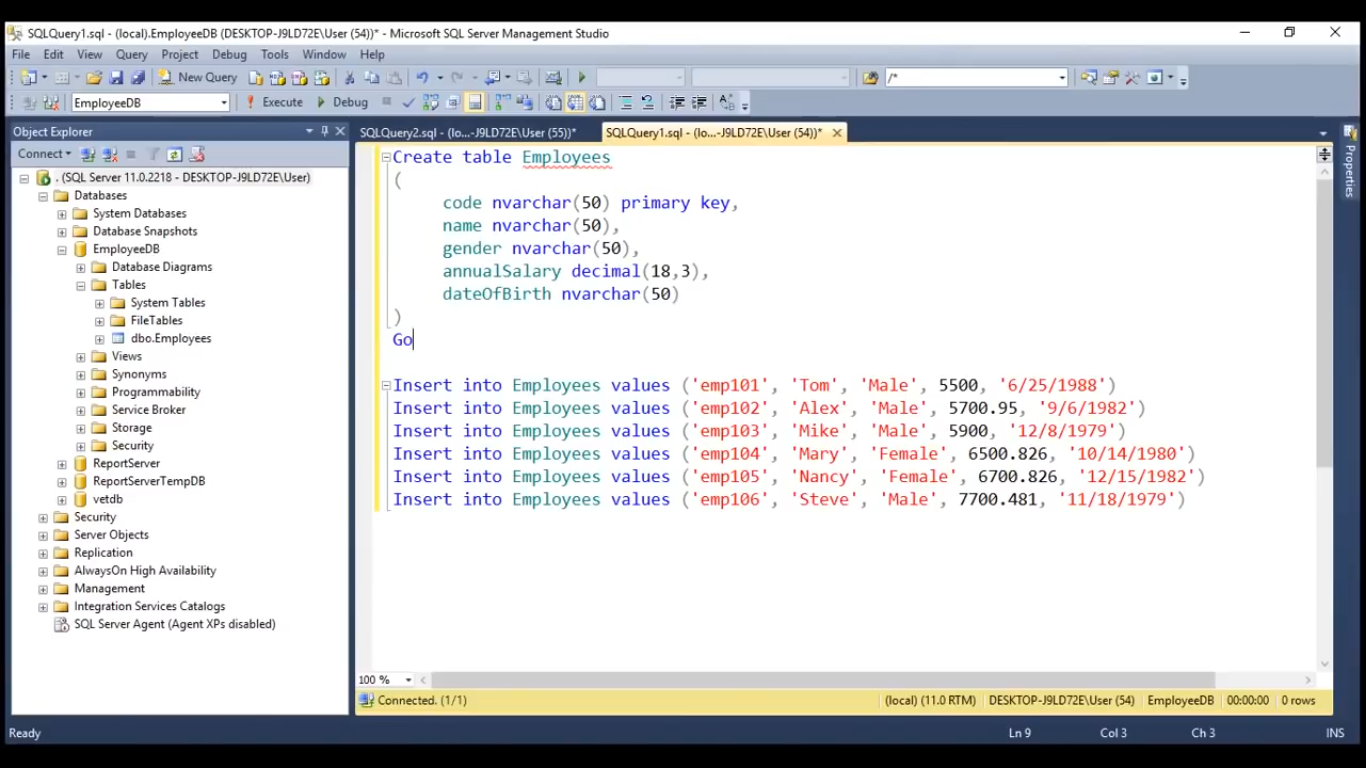 SQLQuery1.sql - (local).EmployeeDB (DESKTOP-J9LD72E\User (54))* - Microsoft SQL Server Management Studio
File Edit View Query Project Debug Tools Window Help
New Query /*
EmployeeDB Execute Debug
Object Explorer
Connect
. (SQL Server 11.0.2218 - DESKTOP-J9LD72E\User)
Databases
System Databases
Database Snapshots
EmployeeDB
Database Diagrams
Tables
System Tables
FileTables
dbo.Employees
Views
Synonyms
Programmability
Service Broker
Storage
Security
ReportServer
ReportServerTempDB
vetdb
Security
Server Objects
Replication
AlwaysOn High Availability
Management
Integration Services Catalogs
SQL Server Agent (Agent XPs disabled)
SQLQuery2.sql - (lo...-J9LD72E\User (55))* SQLQuery1.sql - (lo...-J9LD72E\User (54))*
Create table Employees
(
code nvarchar(50) primary key,
name nvarchar(50),
gender nvarchar(50),
annualSalary decimal(18,3),
dateOfBirth nvarchar(50)
)
Go
Insert into Employees values ('emp101', 'Tom', 'Male', 5500, '6/25/1988')
Insert into Employees values ('emp102', 'Alex', 'Male', 5700.95, '9/6/1982')
Insert into Employees values ('emp103', 'Mike', 'Male', 5900, '12/8/1979')
Insert into Employees values ('emp104', 'Mary', 'Female', 6500.826, '10/14/1980')
Insert into Employees values ('emp105', 'Nancy', 'Female', 6700.826, '12/15/1982')
Insert into Employees values ('emp106', 'Steve', 'Male', 7700.481, '11/18/1979')
100 %
Connected. (1/1) (local) (11.0 RTM) DESKTOP-J9LD72E\User (54) EmployeeDB 00:00:00 0 rows
Properties
Ready Ln 9 Col 3 Ch 3 INS